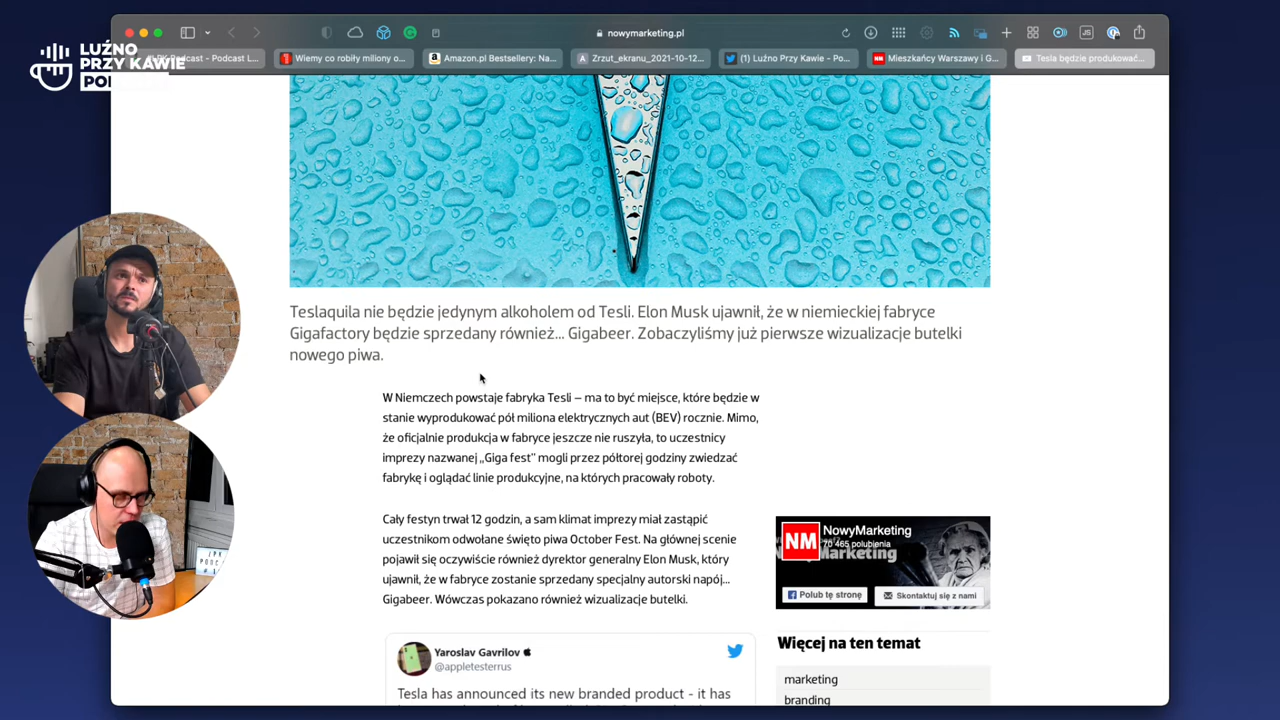 LUŹNO
PRZY KAWIE
nowymarketing.pl
JS
Podcast - Podcast L...
Wiemy co robiły miliony o...
Amazon.pl Bestsellery: Na...
Zrzut_ekranu_2021-10-12...
(1) Luźno Przy Kawie - Po...
NM Mieszkańcy Warszawy i G...
Tesla będzie produkować...
Teslaquila nie będzie jedynym alkoholem od Tesli. Elon Musk ujawnił, że w niemieckiej fabryce
Gigafactory będzie sprzedany również... Gigabeer. Zobaczyliśmy już pierwsze wizualizacje butelki
nowego piwa.
W Niemczech powstaje fabryka Tesli – ma to być miejsce, które będzie w
stanie wyprodukować pół miliona elektrycznych aut (BEV) rocznie. Mimo,
że oficjalnie produkcja w fabryce jeszcze nie ruszyła, to uczestnicy
imprezy nazwanej „Giga fest" mogli przez półtorej godziny zwiedzać
fabrykę i oglądać linie produkcyjne, na których pracowały roboty.
Cały festyn trwał 12 godzin, a sam klimat imprezy miał zastąpić
uczestnikom odwołane święto piwa October Fest. Na głównej scenie
pojawił się oczywiście również dyrektor generalny Elon Musk, który
ujawnił, że w fabryce zostanie sprzedany specjalny autorski napój...
Gigabeer. Wówczas pokazano również wizualizacje butelki.
Yaroslav Gavrilov
@appletesterrus
Tesla has announced its new branded product - it has
NM
NowyMarketing
70 465 polubienia
Marketing
Polub tę stronę
Skontaktuj się z nami
Więcej na ten temat
marketing
branding